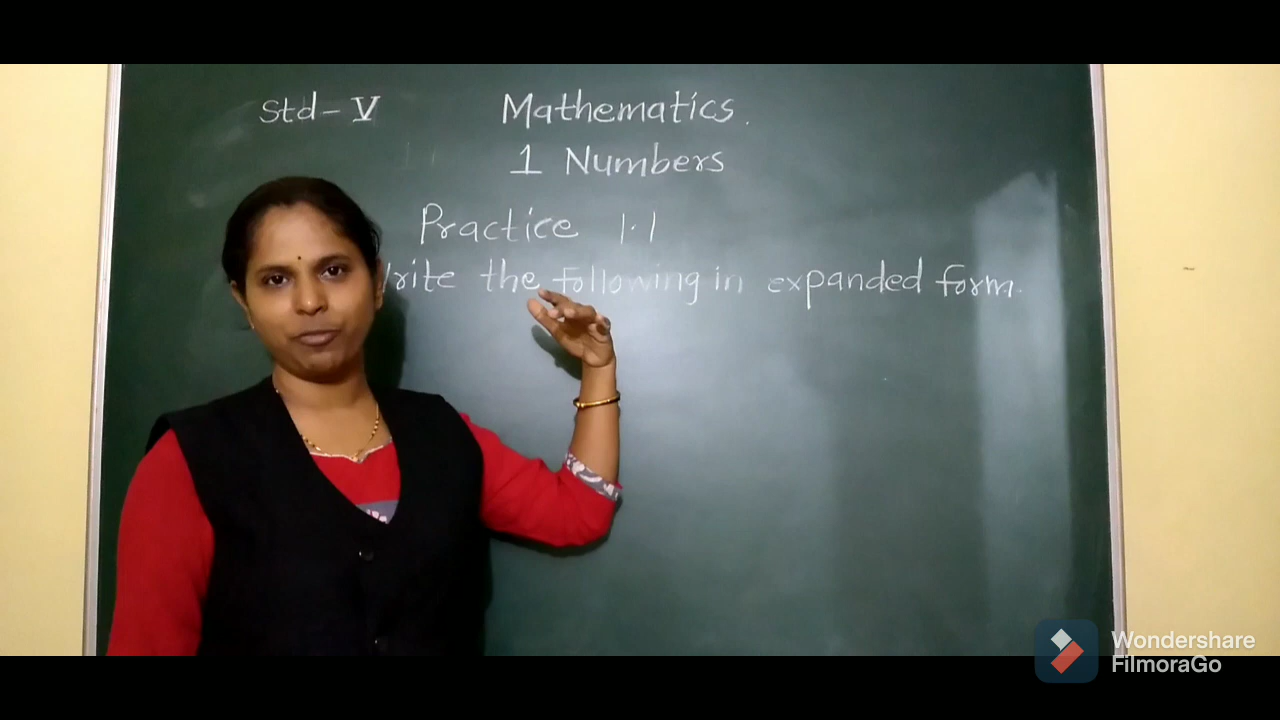 Std - V Mathematics.
1 Numbers
Practice 1.1
rite the following in expanded form.
Wondershare
FilmoraGo